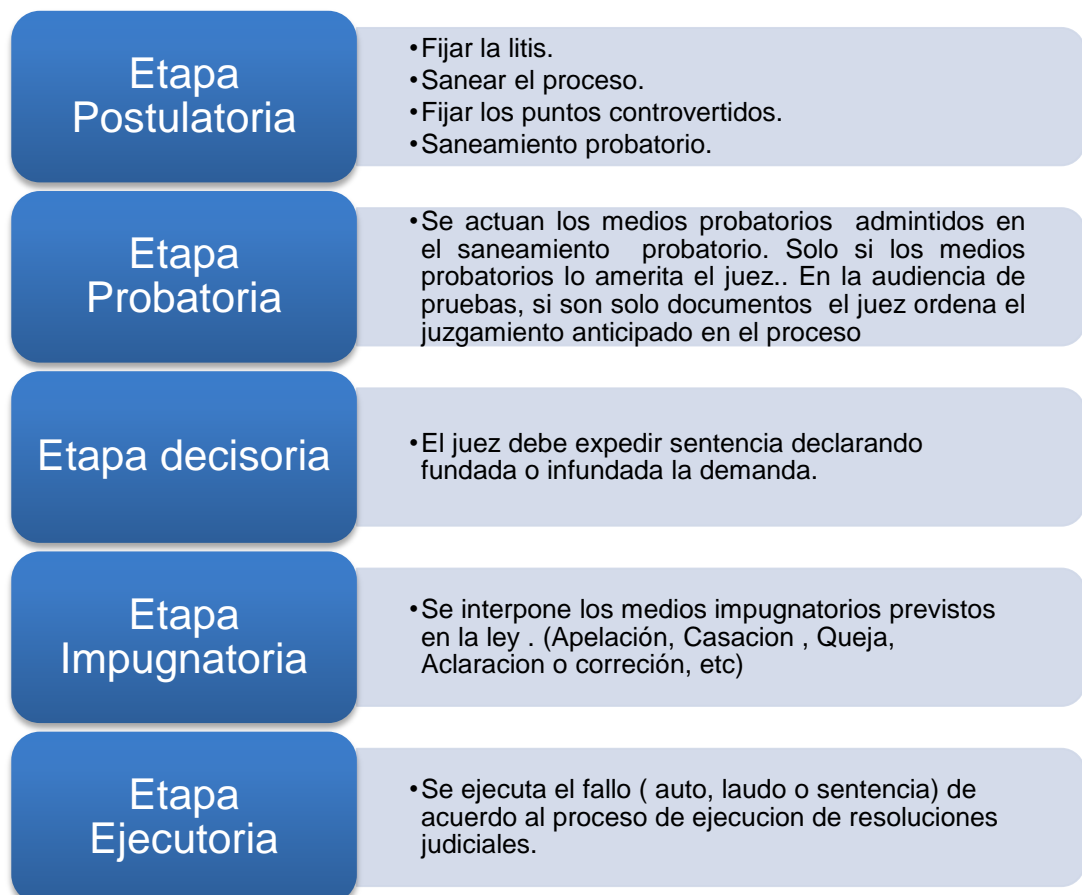 Etapa
Postulatoria
•Fijar la litis.
•Sanear el proceso.
•Fijar los puntos controvertidos.
•Saneamiento probatorio.
Etapa
Probatoria
•Se actuan los medios probatorios admintidos en
el saneamiento probatorio. Solo si los medios
probatorios lo amerita el juez.. En la audiencia de
pruebas, si son solo documentos el juez ordena el
juzgamiento anticipado en el proceso
Etapa decisoria
•El juez debe expedir sentencia declarando
fundada o infundada la demanda.
Etapa
Impugnatoria
•Se interpone los medios impugnatorios previstos
en la ley . (Apelación, Casacion , Queja,
Aclaracion o correción, etc)
Etapa
Ejecutoria
•Se ejecuta el fallo ( auto, laudo o sentencia) de
acuerdo al proceso de ejecucion de resoluciones
judiciales.